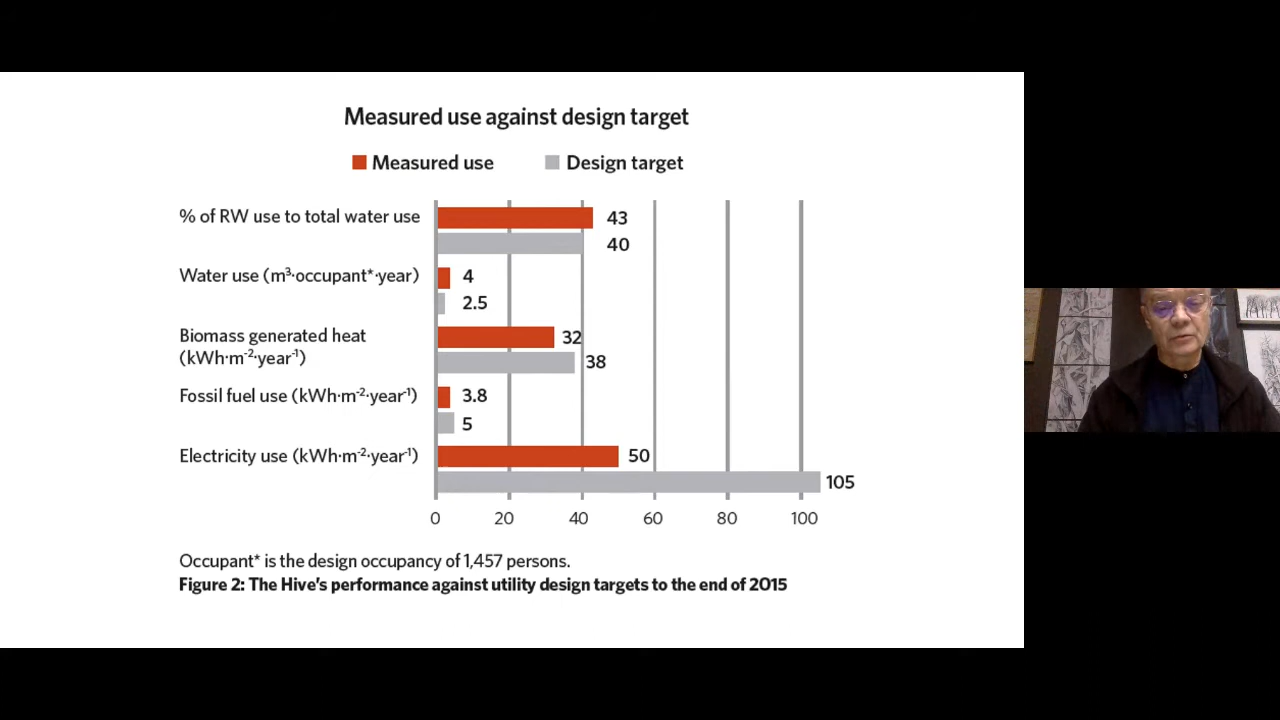 Measured use against design target
Measured use
Design target
% of RW use to total water use
43
40
Water use (m³·occupant*·year)
4
2.5
Biomass generated heat
(kWh·m⁻²·year⁻¹)
32
38
Fossil fuel use (kWh·m⁻²·year⁻¹)
3.8
5
Electricity use (kWh·m⁻²·year⁻¹)
50
105
0 20 40 60 80 100
Occupant* is the design occupancy of 1,457 persons.
Figure 2: The Hive's performance against utility design targets to the end of 2015